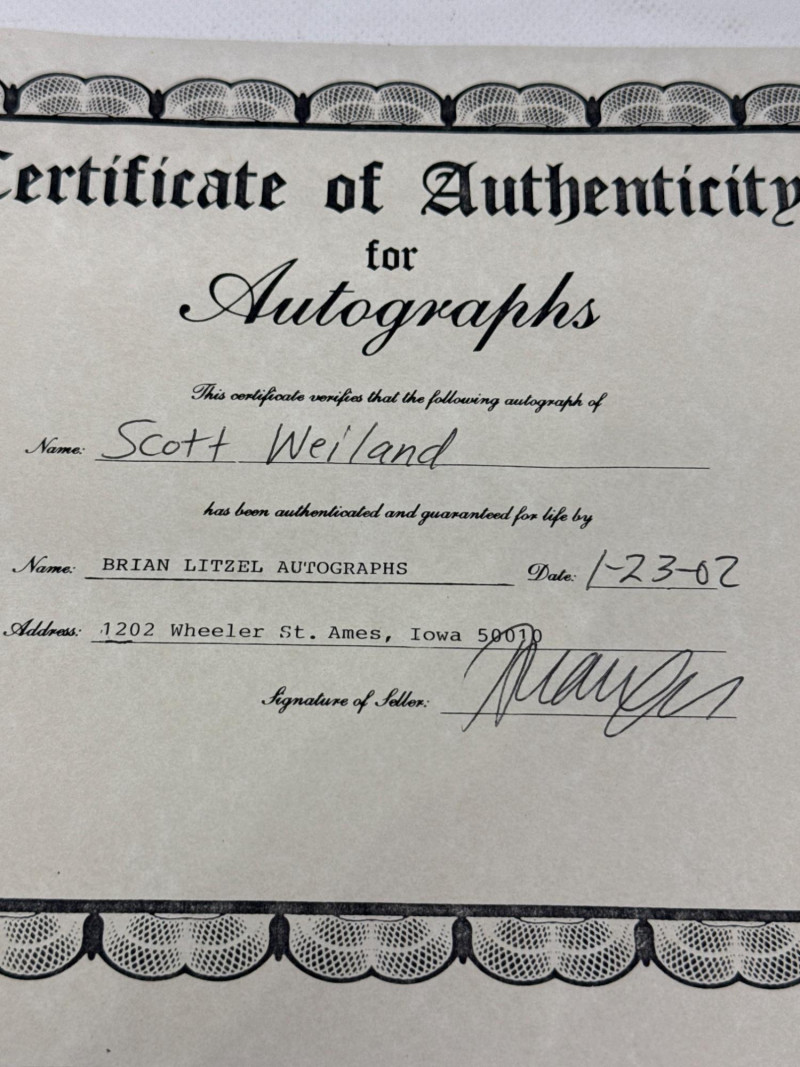 Certificate of Authenticity
for
Autographs
This certificate verifies that the following autograph of
Name: Scott Weiland
has been authenticated and guaranteed for life by
Name: BRIAN LITZEL AUTOGRAPHS Date: 1-23-02
Address: 1202 Wheeler St. Ames, Iowa 50010
Signature of Seller: